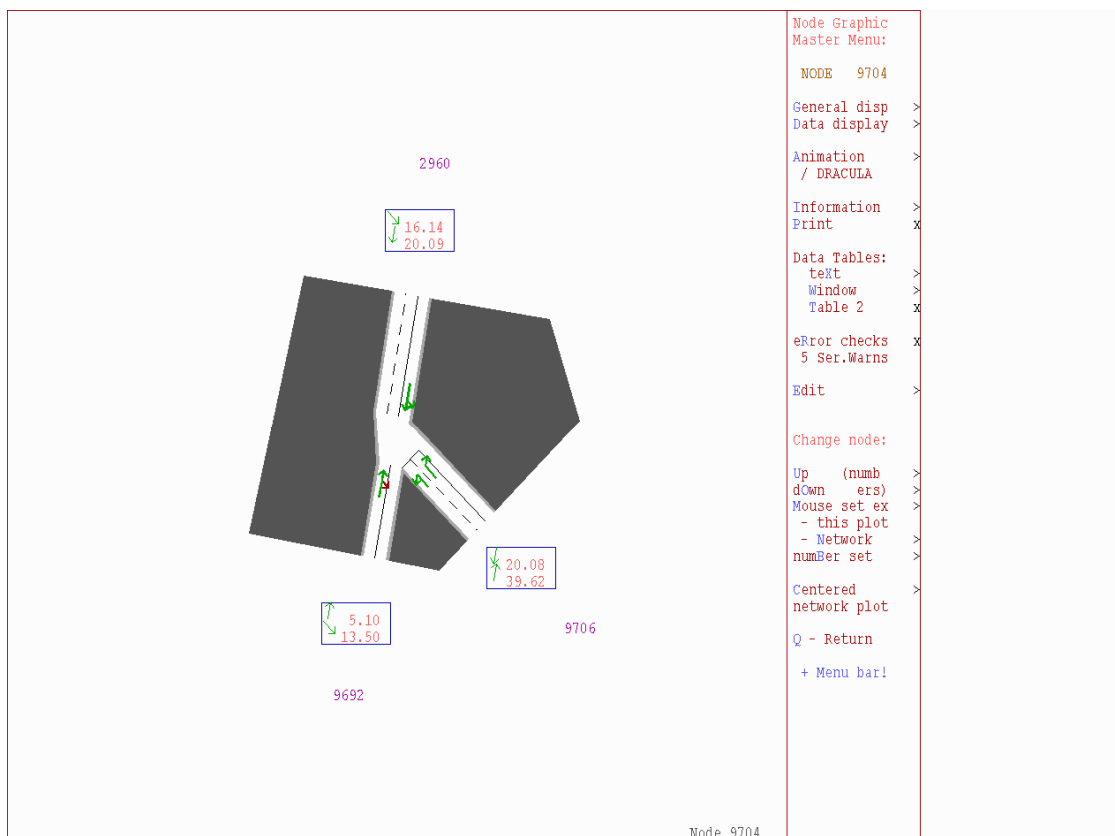 Node Graphic
Master Menu:
NODE 9704
General disp >
Data display >
Animation >
/ DRACULA
Information >
Print x
Data Tables:
teXt >
Window >
Table 2 x
eRror checks x
5 Ser.Warns
Edit >
Change node:
Up (numb >
dOwn ers) >
Mouse set ex >
- this plot
- Network >
numBer set >
Centered >
network plot
Q - Return
+ Menu bar!
2960
16.14
20.09
20.08
39.62
9706
5.10
13.50
9692
Node 9704